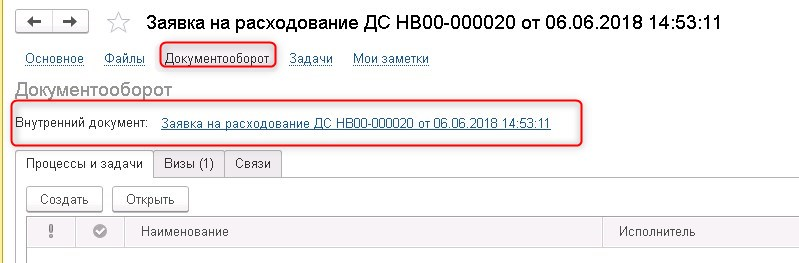 Заявка на расходование ДС НВ00-000020 от 06.06.2018 14:53:11
Основное Файлы Документооборот Задачи Мои заметки
Документооборот
Внутренний документ: Заявка на расходование ДС НВ00-000020 от 06.06.2018 14:53:11
Процессы и задачи Визы (1) Связи
Создать Открыть
Наименование Исполнитель